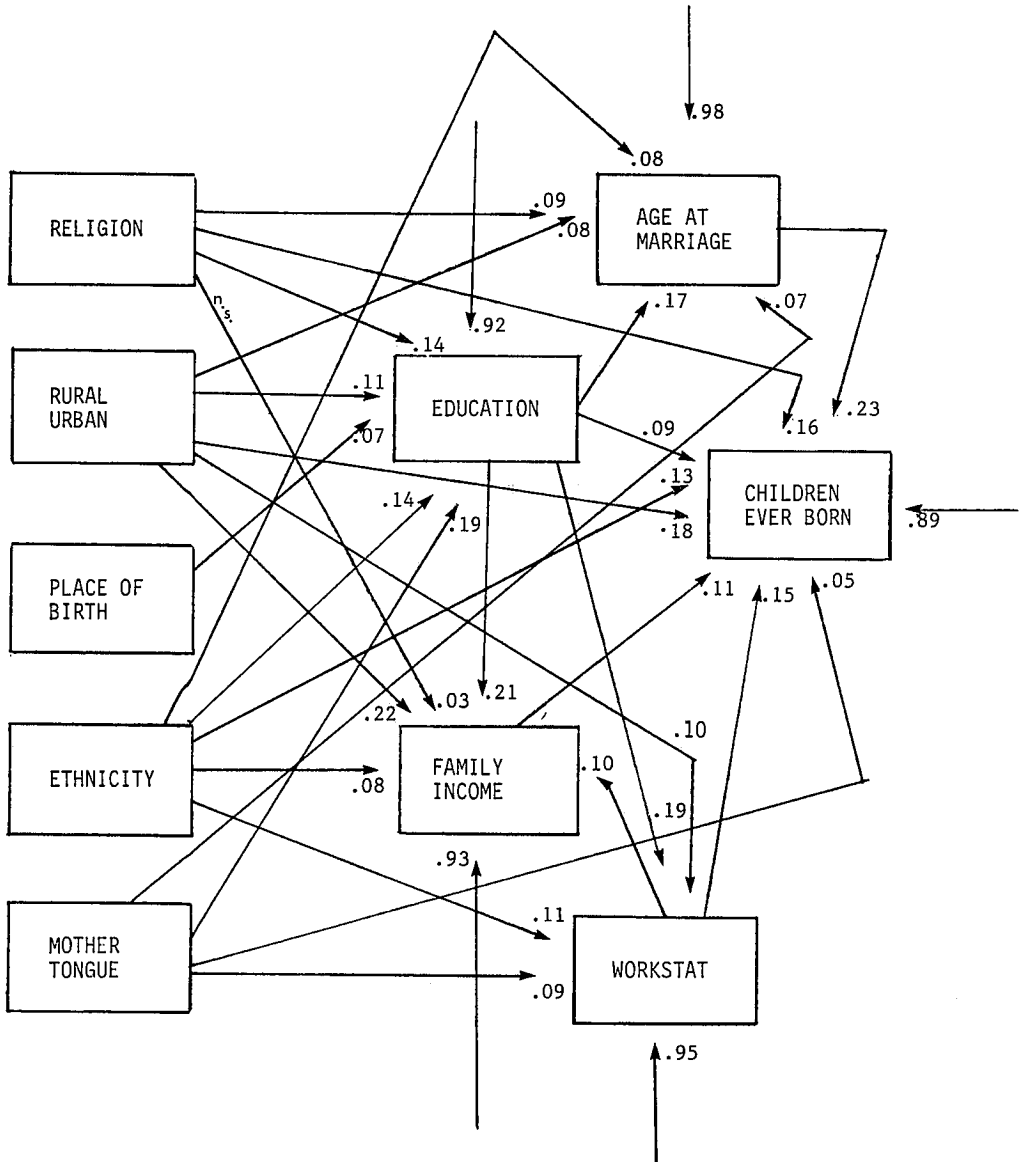 .98
.08
.09
RELIGION
AGE AT
MARRIAGE
.08
n.s.
.17
.07
.92
.14
.11
RURAL
URBAN
EDUCATION
.07
.09
.16
.23
.13
.14
.19
.18
CHILDREN
EVER BORN
.89
PLACE OF
BIRTH
.11
.15
.05
.03
.21
.22
.10
ETHNICITY
FAMILY
INCOME
.10
.08
.19
.93
.11
MOTHER
TONGUE
WORKSTAT
.09
.95